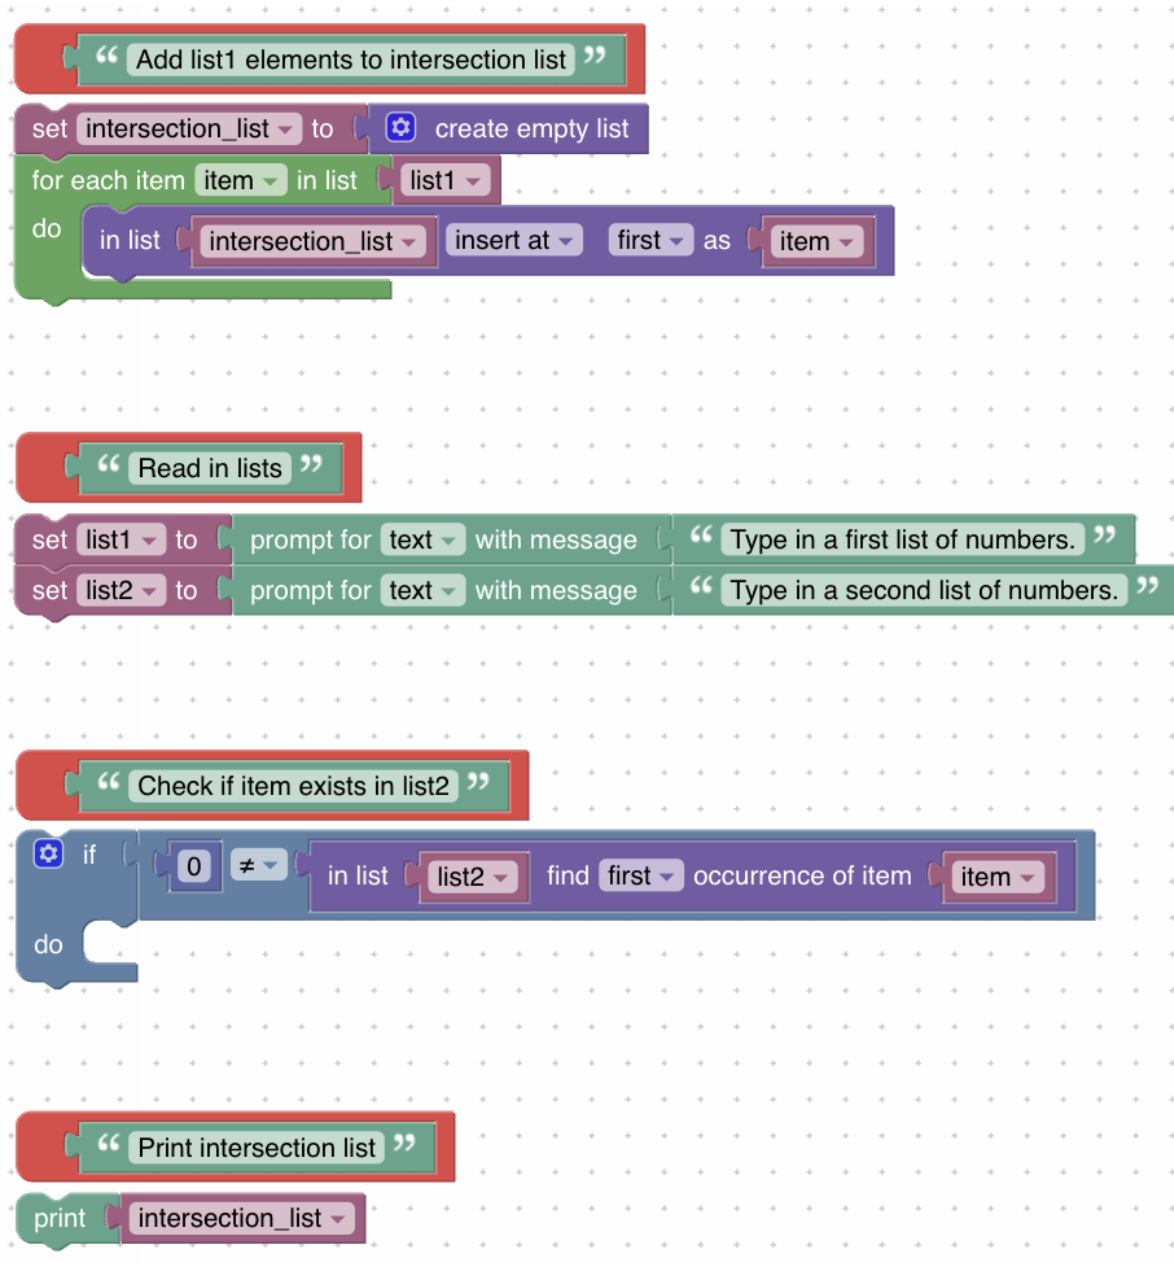 “ Add list1 elements to intersection list ”
set intersection_list to create empty list
for each item item in list list1
do in list intersection_list insert at first as item
“ Read in lists ”
set list1 to prompt for text with message “ Type in a first list of numbers. ”
set list2 to prompt for text with message “ Type in a second list of numbers. ”
“ Check if item exists in list2 ”
if 0 ≠ in list list2 find first occurrence of item item
do
“ Print intersection list ”
print intersection_list